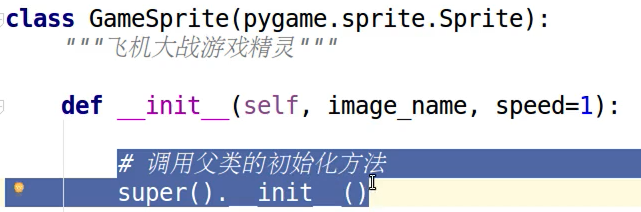 class GameSprite(pygame.sprite.Sprite):
"""飞机大战游戏精灵"""
def __init__(self, image_name, speed=1):
# 调用父类的初始化方法
super().__init__()